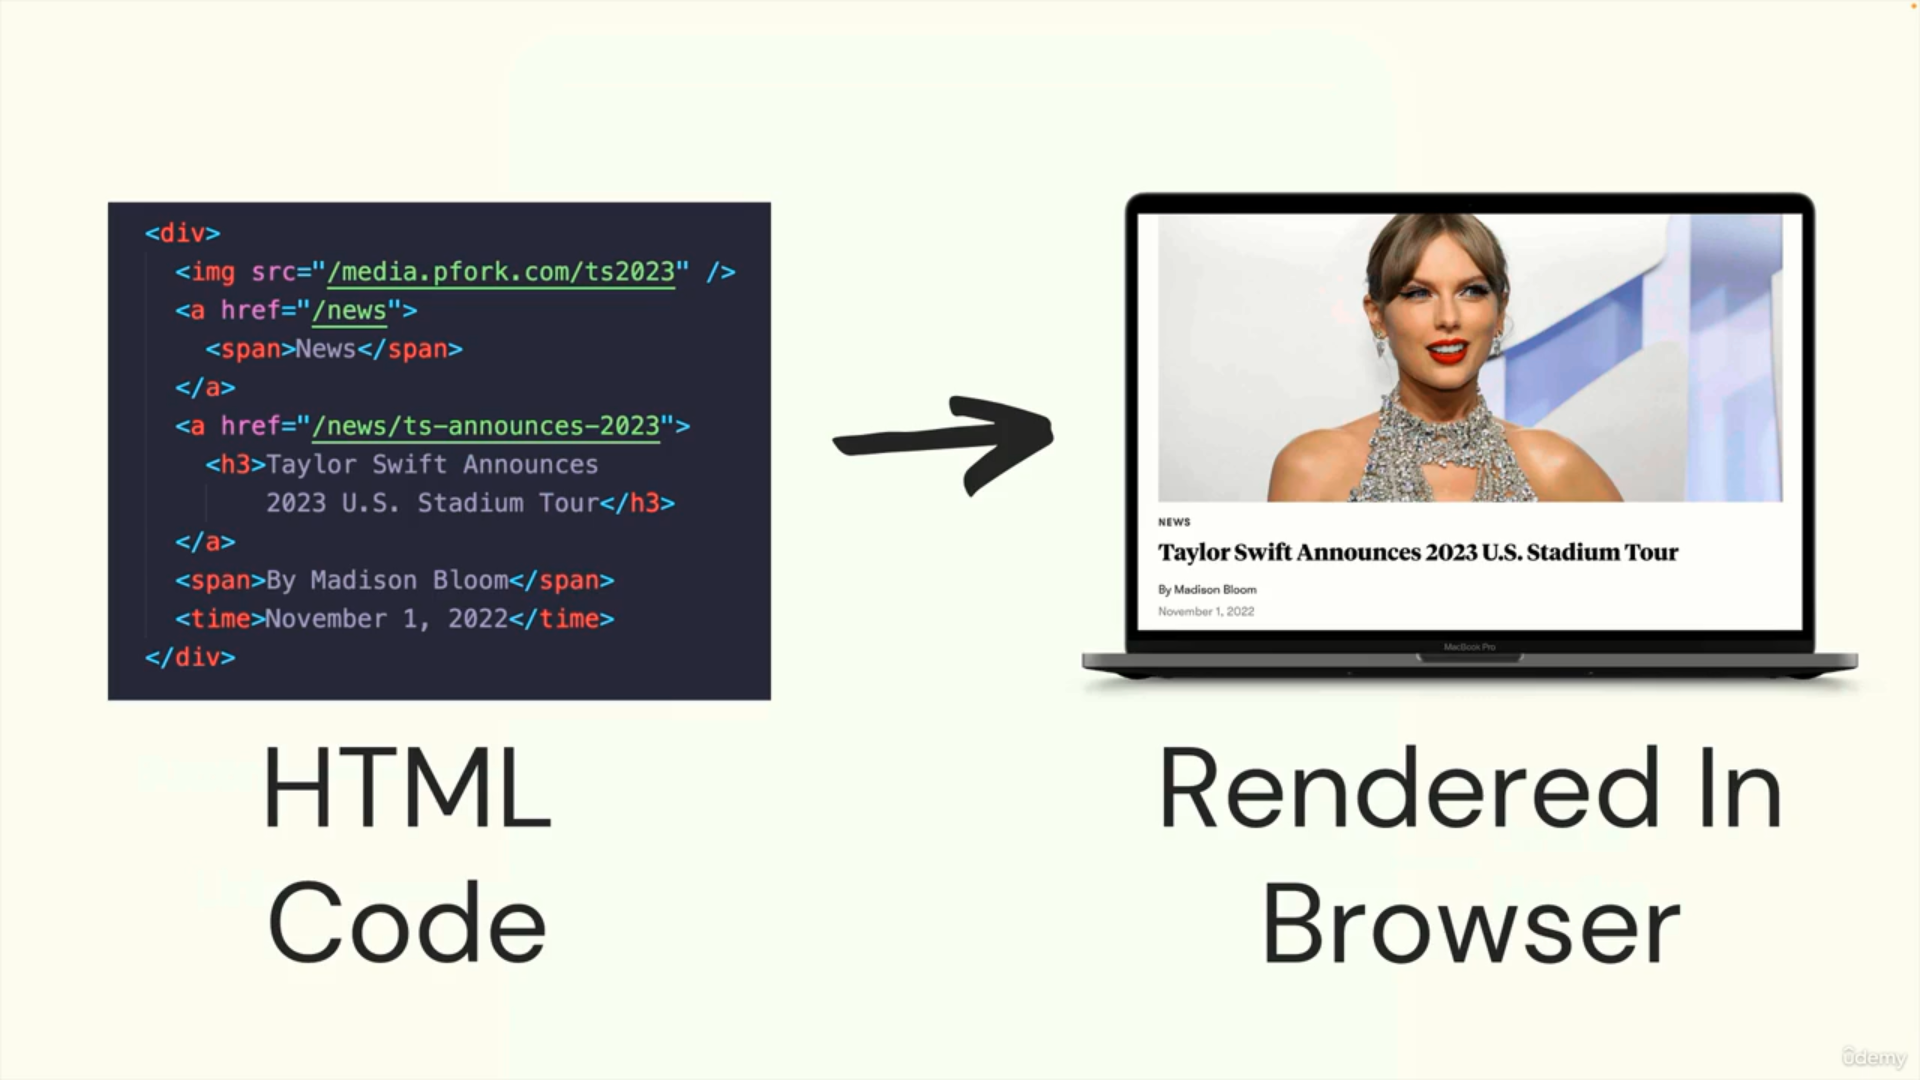 <div>
<img src="/media.pfork.com/ts2023" />
<a href="/news">
<span>News</span>
</a>
<a href="/news/ts-announces-2023">
<h3>Taylor Swift Announces
2023 U.S. Stadium Tour</h3>
</a>
<span>By Madison Bloom</span>
<time>November 1, 2022</time>
</div>
HTML
Code
NEWS
Taylor Swift Announces 2023 U.S. Stadium Tour
By Madison Bloom
November 1, 2022
MacBook Pro
Rendered In
Browser
ûdemy